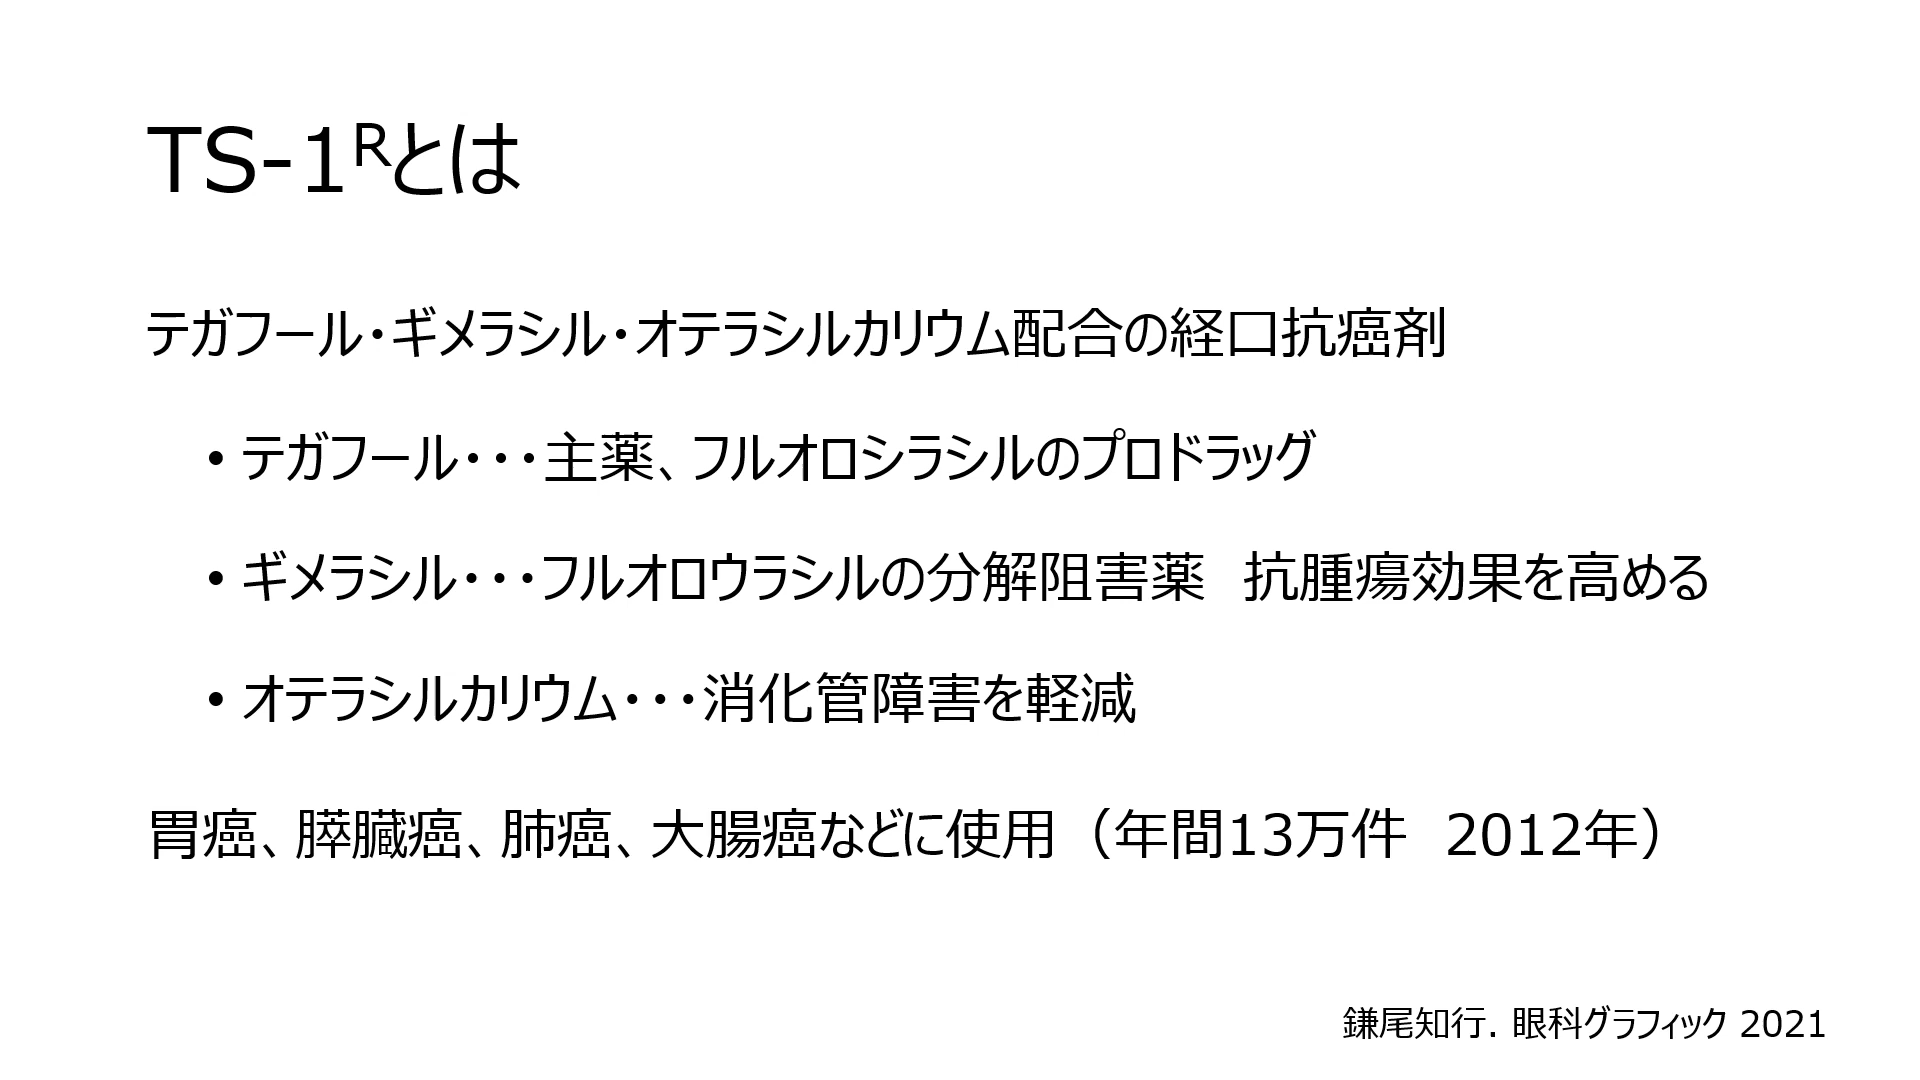 TS-1Rとは
テガフール・ギメラシル・オテラシルカリウム配合の経口抗癌剤
• テガフール・・・主薬、フルオロシラシルのプロドラッグ
• ギメラシル・・・フルオロウラシルの分解阻害薬　抗腫瘍効果を高める
• オテラシルカリウム・・・消化管障害を軽減
胃癌、膵臓癌、肺癌、大腸癌などに使用（年間13万件　2012年）
鎌尾知行. 眼科グラフィック 2021